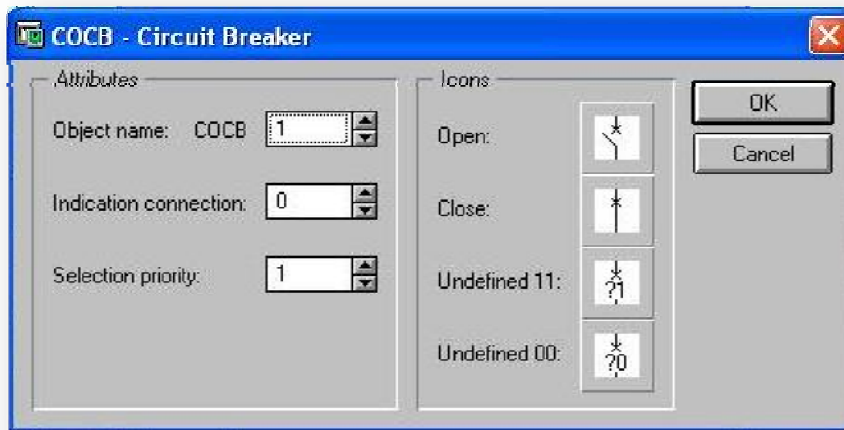 COCB - Circuit Breaker
Attributes
Object name: COCB 1
Indication connection: 0
Selection priority: 1
Icons
Open:
Close:
Undefined 11: ?1
Undefined 00: ?0
OK
Cancel